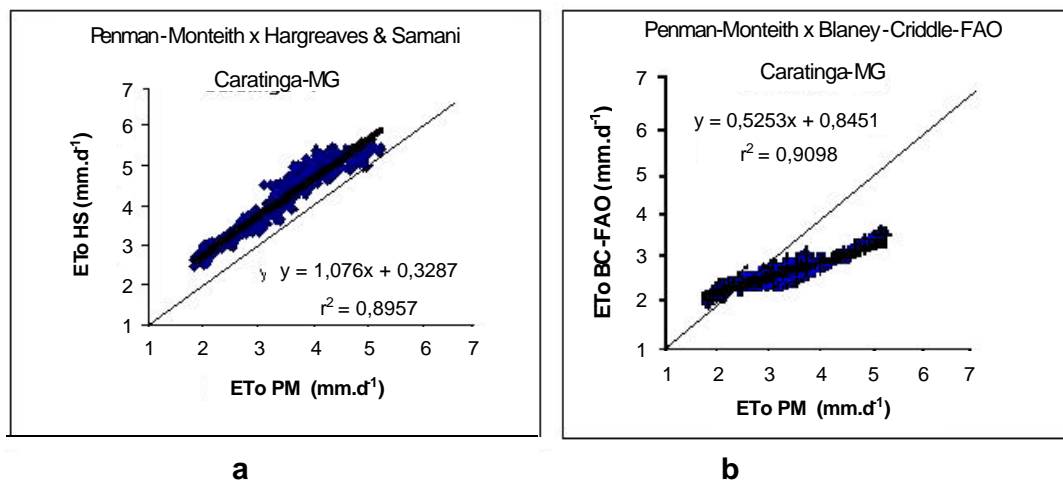 Penman-Monteith x Hargreaves & Samani
Caratinga-MG
7
6
5
4
3
2
1
ETo HS (mm.d-1)
y = 1,076x + 0,3287
r2 = 0,8957
1 2 3 4 5 6 7
ETo PM (mm.d-1)
a
Penman-Monteith x Blaney-Criddle-FAO
Caratinga-MG
7
6
5
4
3
2
1
ETo BC-FAO (mm.d-1)
y = 0,5253x + 0,8451
r2 = 0,9098
1 2 3 4 5 6 7
ETo PM (mm.d-1)
b